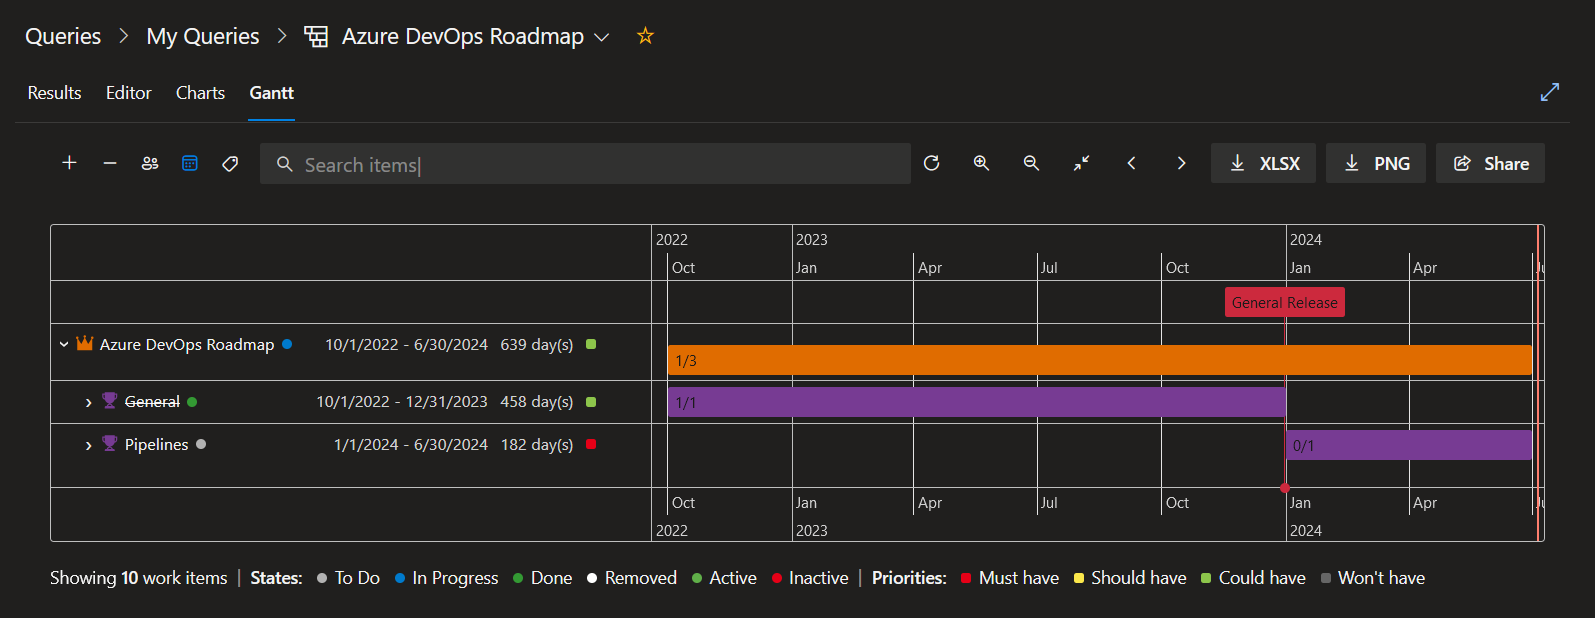 Queries > My Queries > Azure DevOps Roadmap
Results Editor Charts Gantt
Search items XLSX PNG Share
2022 2023 2024
Oct Jan Apr Jul Oct Jan Apr
General Release
Azure DevOps Roadmap 10/1/2022 - 6/30/2024 639 day(s) 1/3
General 10/1/2022 - 12/31/2023 458 day(s) 1/1
Pipelines 1/1/2024 - 6/30/2024 182 day(s) 0/1
Oct Jan Apr Jul Oct Jan Apr
2022 2023 2024
Showing 10 work items | States: To Do In Progress Done Removed Active Inactive | Priorities: Must have Should have Could have Won't have